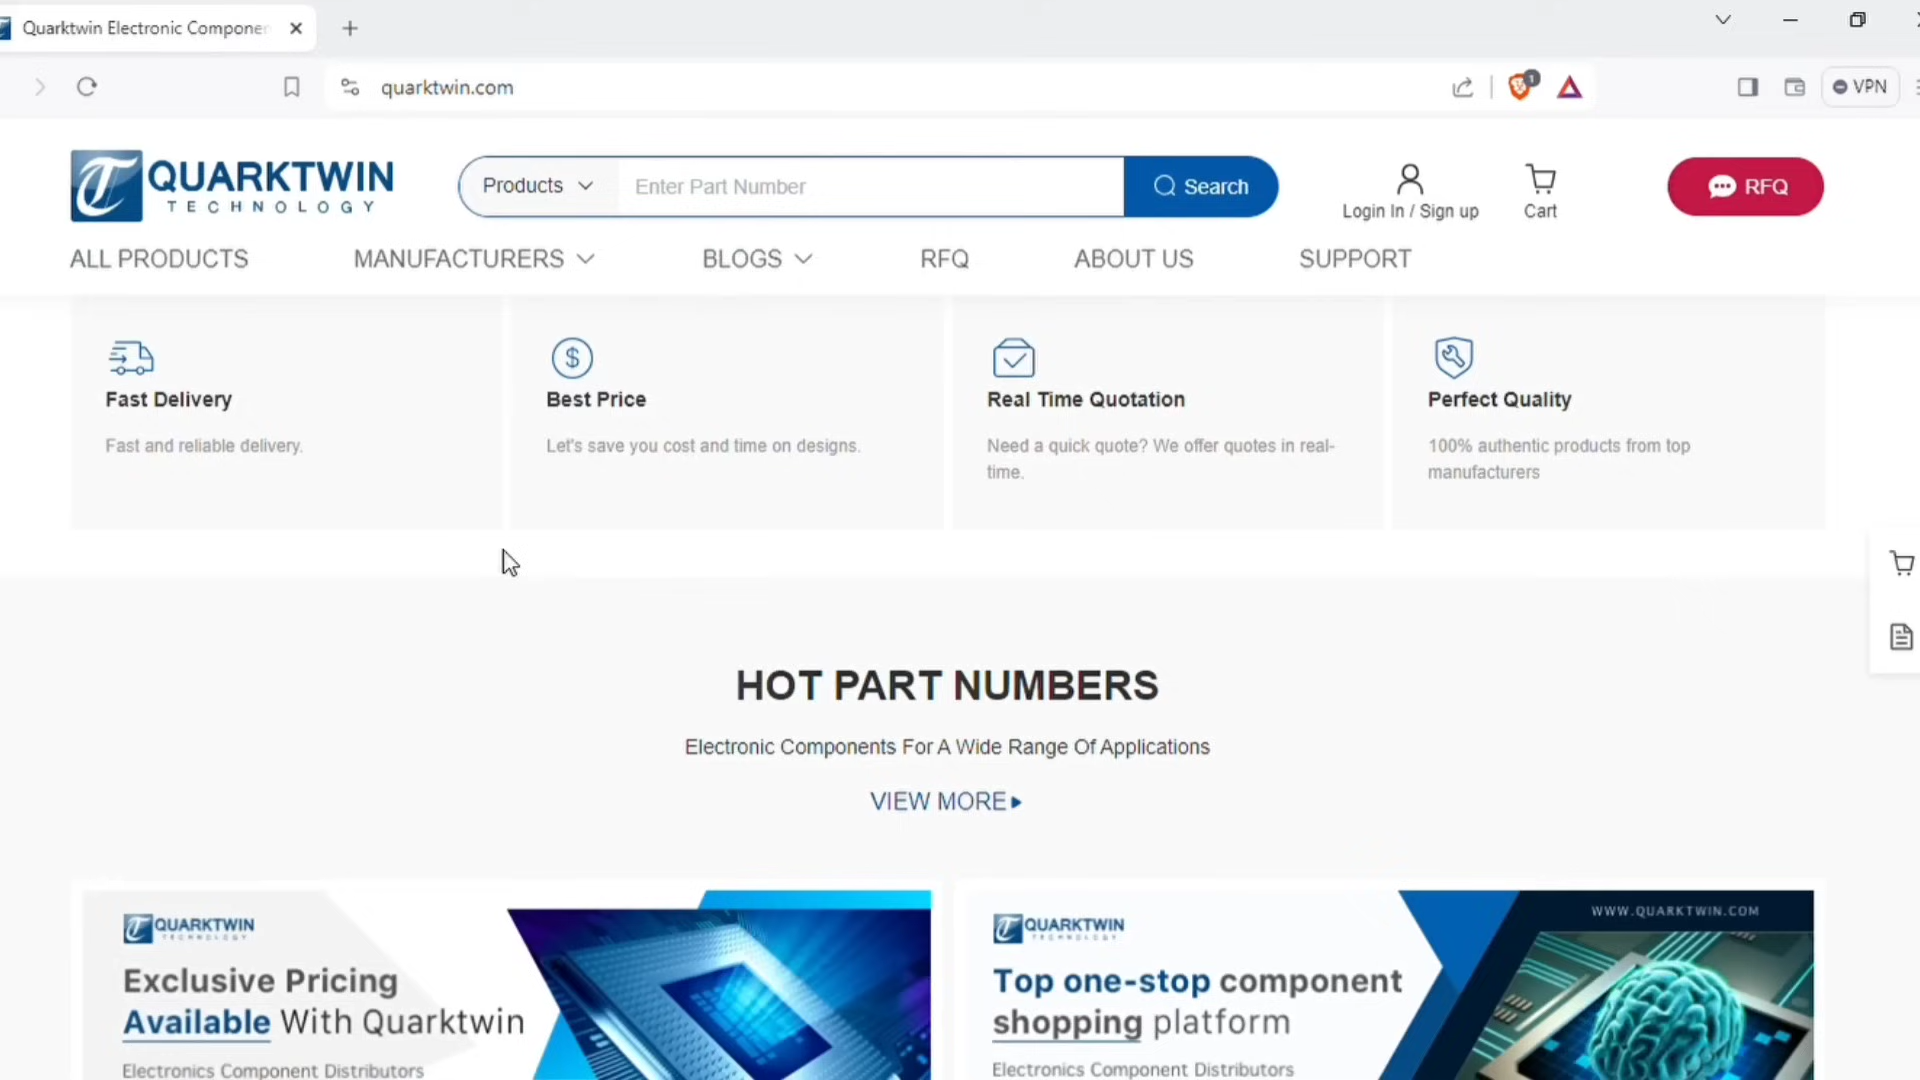 Quarktwin Electronic Componen
quarktwin.com
1
VPN
QUARKTWIN
TECHNOLOGY
Products
Enter Part Number
Search
Login In / Sign up
Cart
RFQ
ALL PRODUCTS
MANUFACTURERS
BLOGS
RFQ
ABOUT US
SUPPORT
Fast Delivery
Fast and reliable delivery.
Best Price
Let's save you cost and time on designs.
Real Time Quotation
Need a quick quote? We offer quotes in real-
time.
Perfect Quality
100% authentic products from top
manufacturers
HOT PART NUMBERS
Electronic Components For A Wide Range Of Applications
VIEW MORE
QUARKTWIN
TECHNOLOGY
Exclusive Pricing
Available With Quarktwin
Electronics Component Distributors
QUARKTWIN
TECHNOLOGY
Top one-stop component
shopping platform
Electronics Component Distributors
WWW.QUARKTWIN.COM